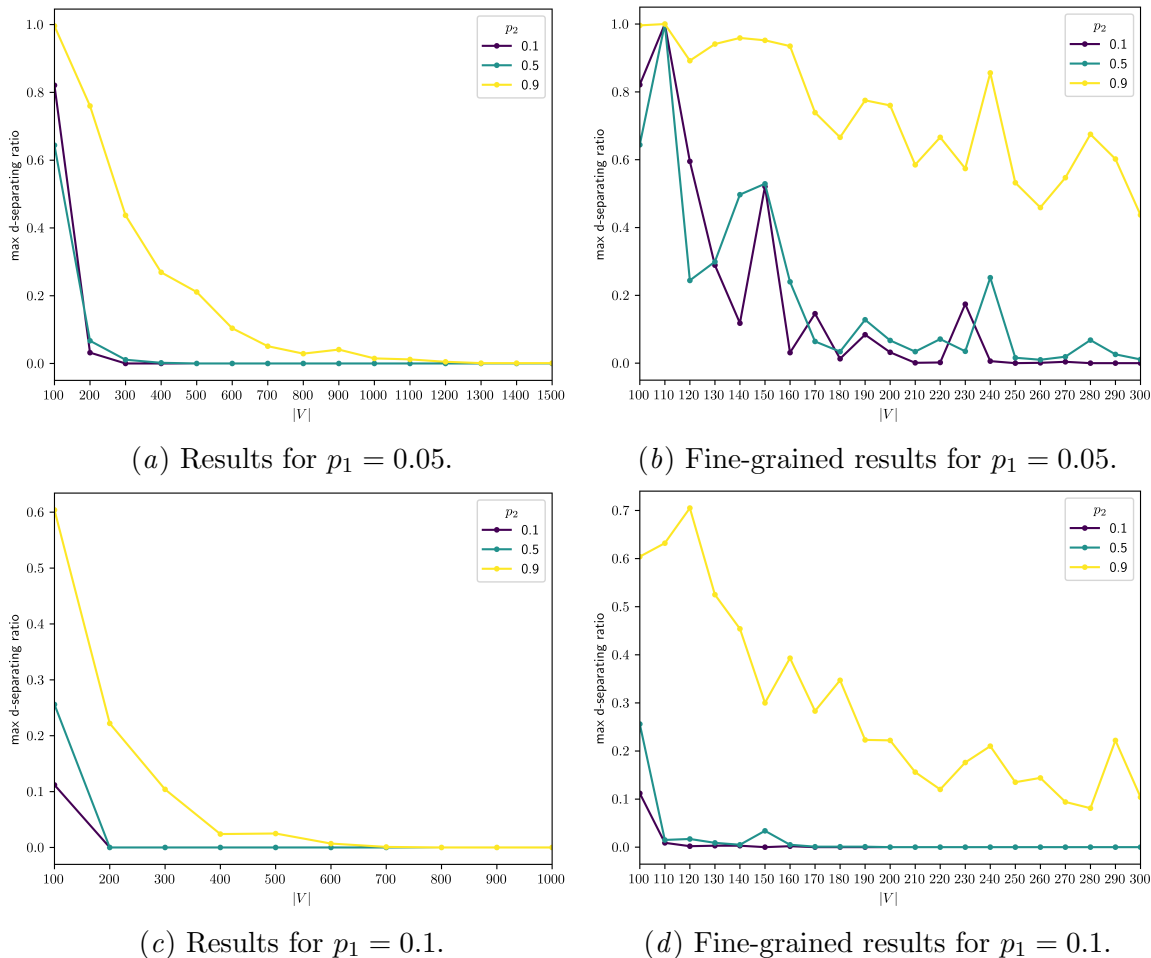 1.0
0.8
0.6
0.4
0.2
0.0
max d-separating ratio
100 200 300 400 500 600 700 800 900 1000 1100 1200 1300 1400 1500
|V|
p₂
0.1
0.5
0.9
(a) Results for p₁ = 0.05.
1.0
0.8
0.6
0.4
0.2
0.0
max d-separating ratio
100 110 120 130 140 150 160 170 180 190 200 210 220 230 240 250 260 270 280 290 300
|V|
p₂
0.1
0.5
0.9
(b) Fine-grained results for p₁ = 0.05.
0.6
0.5
0.4
0.3
0.2
0.1
0.0
max d-separating ratio
100 200 300 400 500 600 700 800 900 1000
|V|
p₂
0.1
0.5
0.9
(c) Results for p₁ = 0.1.
0.7
0.6
0.5
0.4
0.3
0.2
0.1
0.0
max d-separating ratio
100 110 120 130 140 150 160 170 180 190 200 210 220 230 240 250 260 270 280 290 300
|V|
p₂
0.1
0.5
0.9
(d) Fine-grained results for p₁ = 0.1.